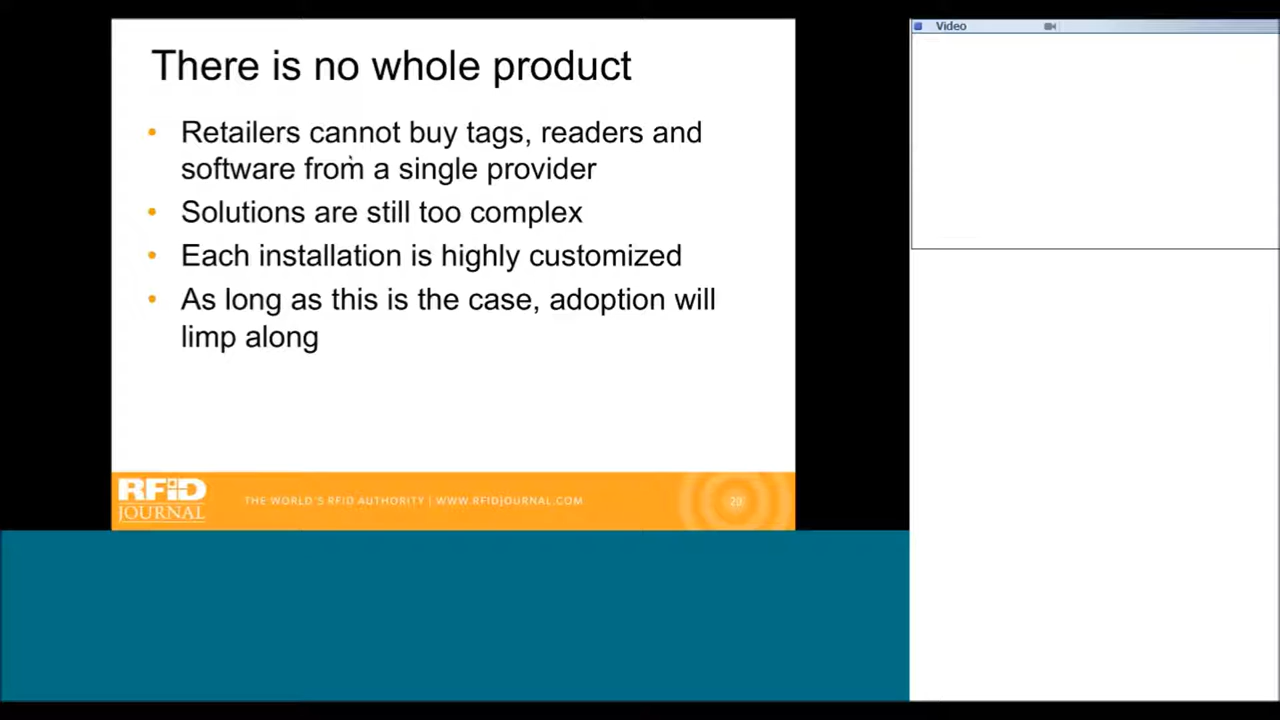 Video
There is no whole product
• Retailers cannot buy tags, readers and
software from a single provider
• Solutions are still too complex
• Each installation is highly customized
• As long as this is the case, adoption will
limp along
RFiD
JOURNAL
THE WORLD'S RFID AUTHORITY | WWW.RFIDJOURNAL.COM
20